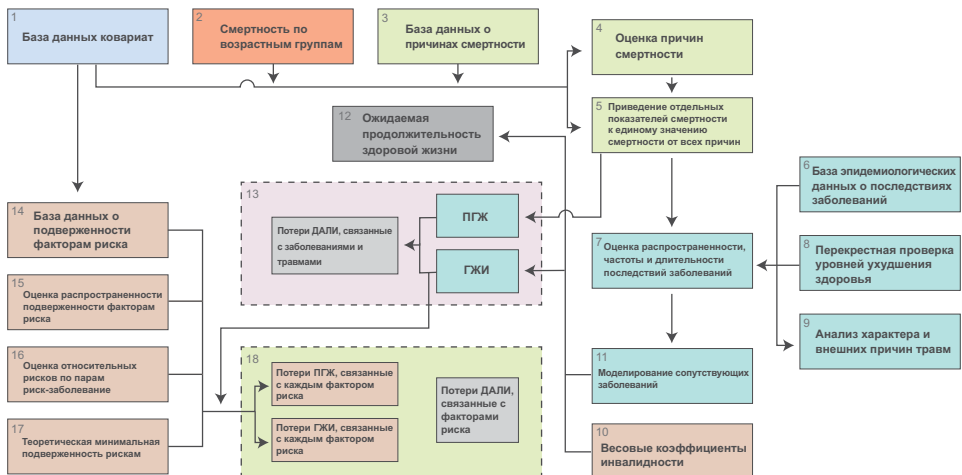 1
База данных ковариат
2
Смертность по
возрастным группам
3
База данных о
причинах смертности
4
Оценка причин
смертности
5
Приведение отдельных
показателей смертности
к единому значению
смертности от всех причин
12
Ожидаемая
продолжительность
здоровой жизни
6
База эпидемиологических
данных о последствиях
заболеваний
13
ПГЖ
ГЖИ
Потери ДАЛИ, связанные
с заболеваниями и
травмами
14
База данных о
подверженности
факторам риска
7
Оценка распространенности,
частоты и длительности
последствий заболеваний
8
Перекрестная проверка
уровней ухудшения
здоровья
15
Оценка распространенности
подверженности факторам
риска
9
Анализ характера и
внешних причин травм
16
Оценка относительных
рисков по парам
риск-заболевание
11
Моделирование сопутствующих
заболеваний
18
Потери ПГЖ, связанные
с каждым фактором
риска
Потери ГЖИ, связанные
с каждым фактором
риска
Потери ДАЛИ,
связанные с
факторами
риска
17
Теоретическая минимальная
подверженность рискам
10
Весовые коэффициенты
инвалидности